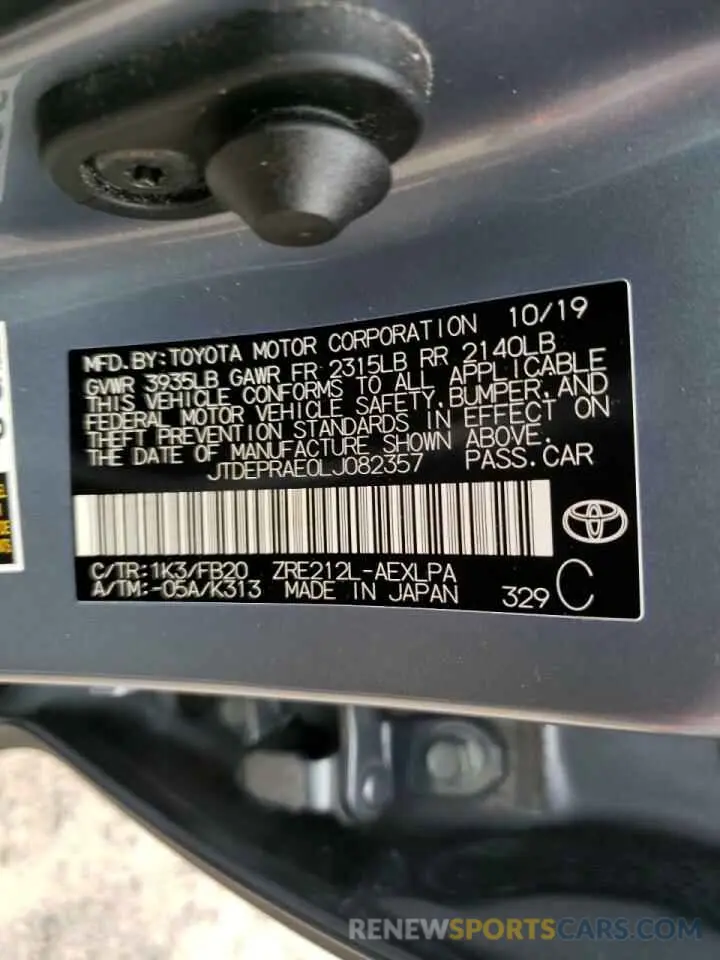 MFD.BY:TOYOTA MOTOR CORPORATION 10/19
GVWR 3935LB GAWR FR 2315LB RR 2140LB
THIS VEHICLE CONFORMS TO ALL APPLICABLE
FEDERAL MOTOR VEHICLE SAFETY,BUMPER,AND
THEFT PREVENTION STANDARDS IN EFFECT ON
THE DATE OF MANUFACTURE SHOWN ABOVE.
JTDEPRAE0LJ082357 PASS.CAR
C/TR:1K3/FB20 ZRE212L-AEXLPA
A/TM:-05A/K313 MADE IN JAPAN 329 C
RENEWSPORTSCARS.COM